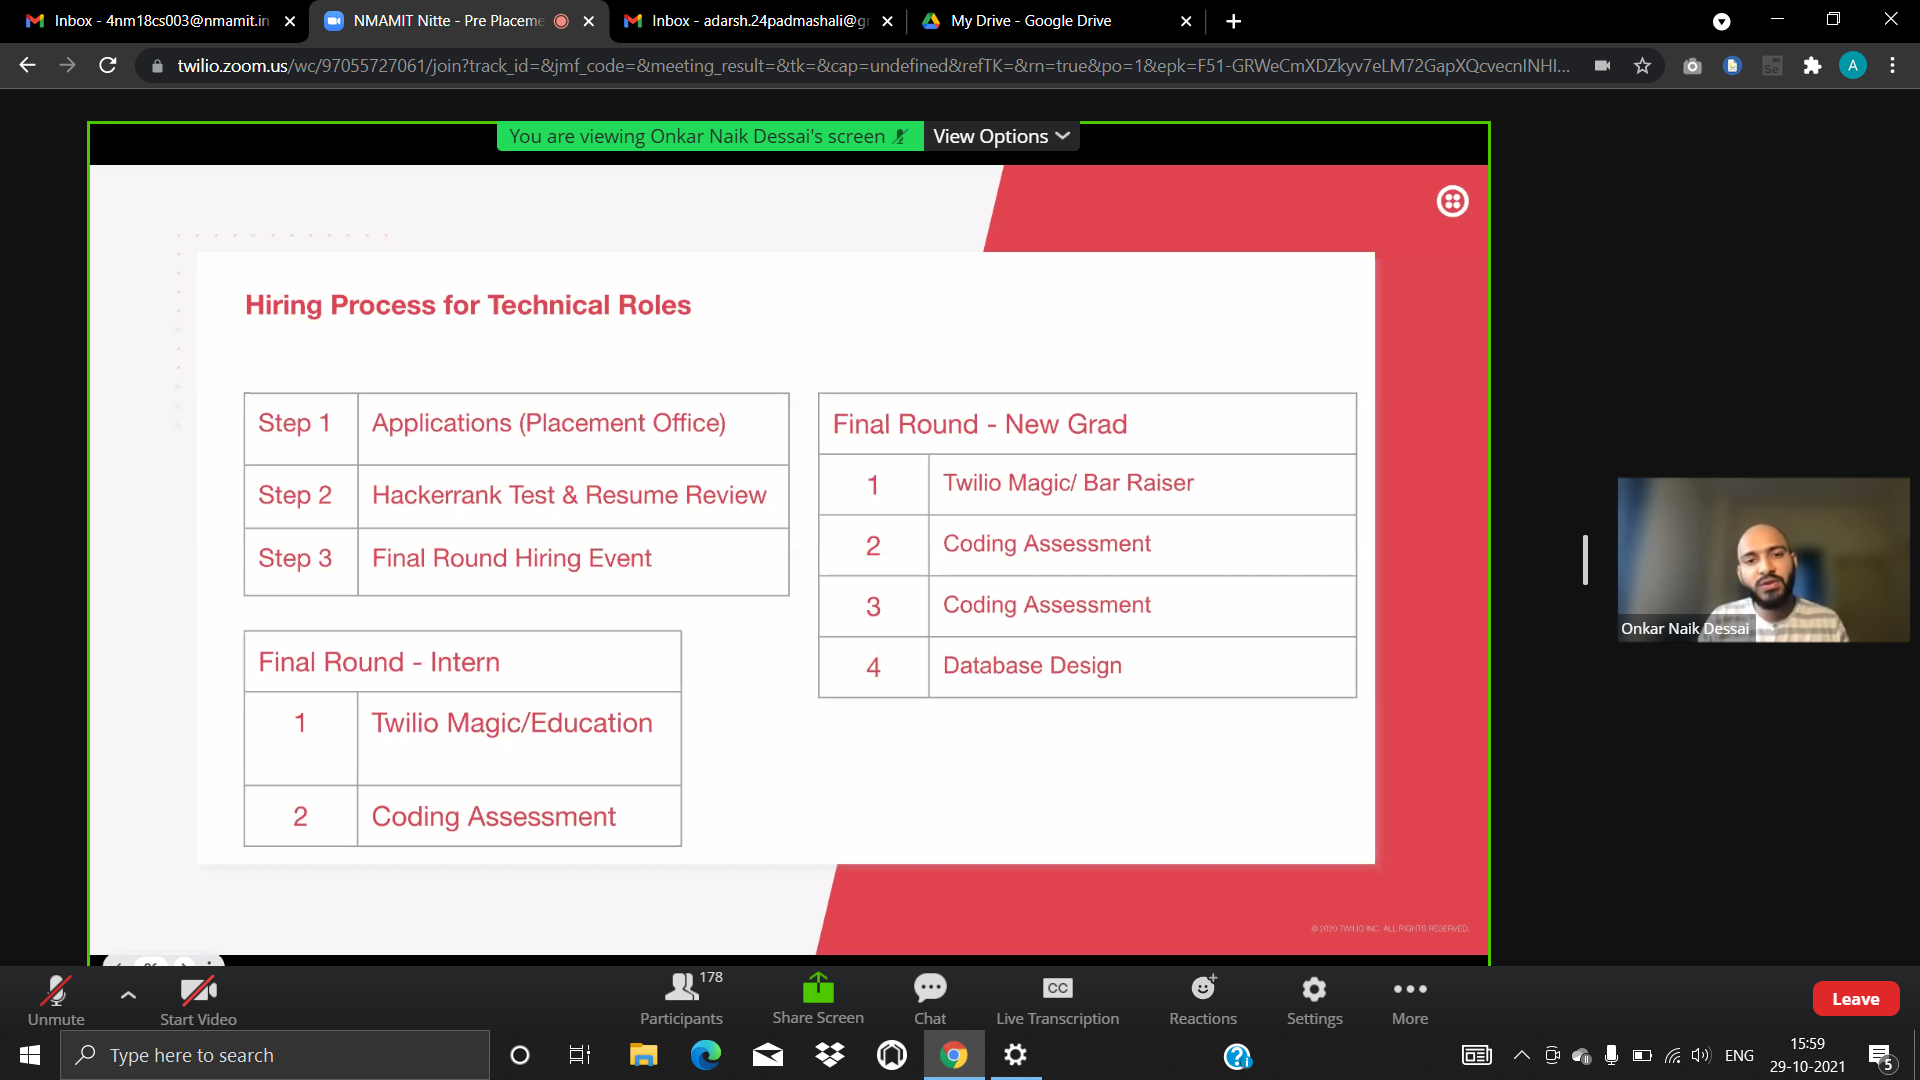 Inbox - 4nm18cs003@nmamit.in
NMAMIT Nitte - Pre Placeme
Inbox - adarsh.24padmashali@gr
My Drive - Google Drive
twilio.zoom.us/wc/97055727061/join?track_id=&jmf_code=&meeting_result=&tk=&cap=undefined&refTK=&rn=true&po=1&epk=F51-GRWeCmXDZkyv7eLM72GapXQcvecnINHI...
A
You are viewing Onkar Naik Dessai's screen
View Options
Hiring Process for Technical Roles
Step 1 Applications (Placement Office)
Step 2 Hackerrank Test & Resume Review
Step 3 Final Round Hiring Event
Final Round - Intern
1 Twilio Magic/Education
2 Coding Assessment
Final Round - New Grad
1 Twilio Magic/ Bar Raiser
2 Coding Assessment
3 Coding Assessment
4 Database Design
© 2020 TWILIO INC. ALL RIGHTS RESERVED.
Onkar Naik Dessai
Unmute
Start Video
178
Participants
Share Screen
Chat
CC
Live Transcription
Reactions
Settings
More
Leave
Type here to search
ENG
15:59
29-10-2021
5